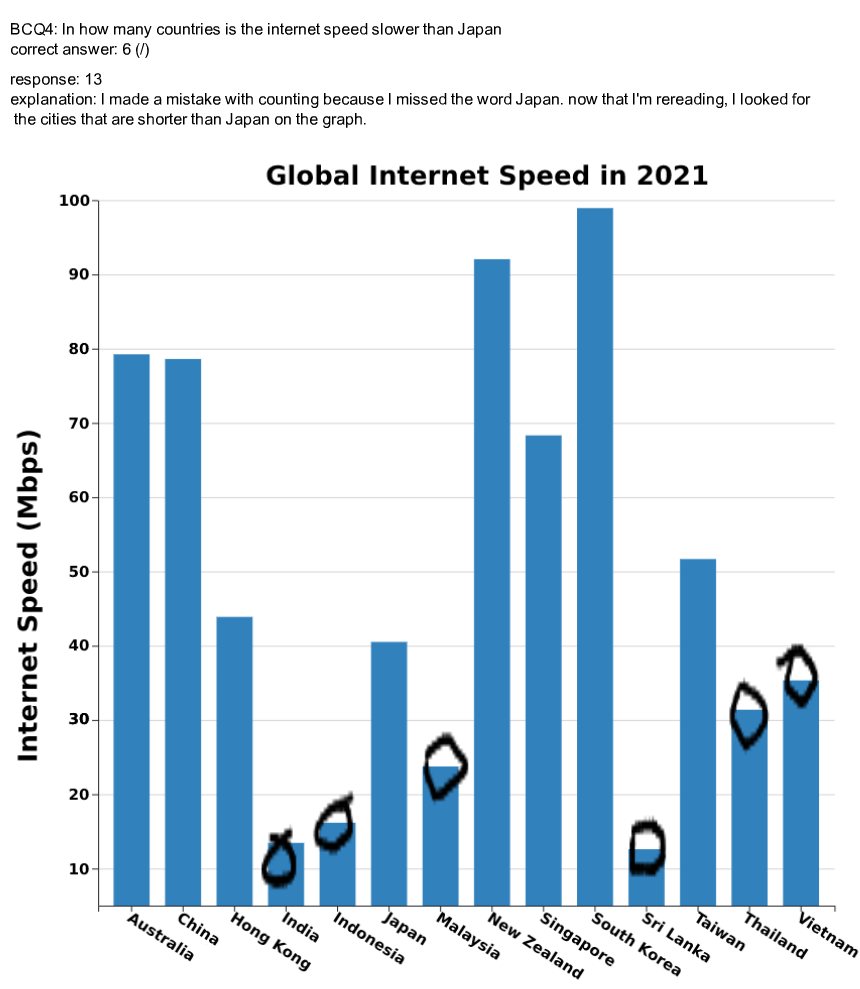 BCQ4: In how many countries is the internet speed slower than Japan
correct answer: 6 (/)
response: 13
explanation: I made a mistake with counting because I missed the word Japan. now that I'm rereading, I looked for
the cities that are shorter than Japan on the graph.
Global Internet Speed in 2021
Internet Speed (Mbps)
100
90
80
70
60
50
40
30
20
10
Australia
China
Hong Kong
India
Indonesia
Japan
Malaysia
New Zealand
Singapore
South Korea
Sri Lanka
Taiwan
Thailand
Vietnam